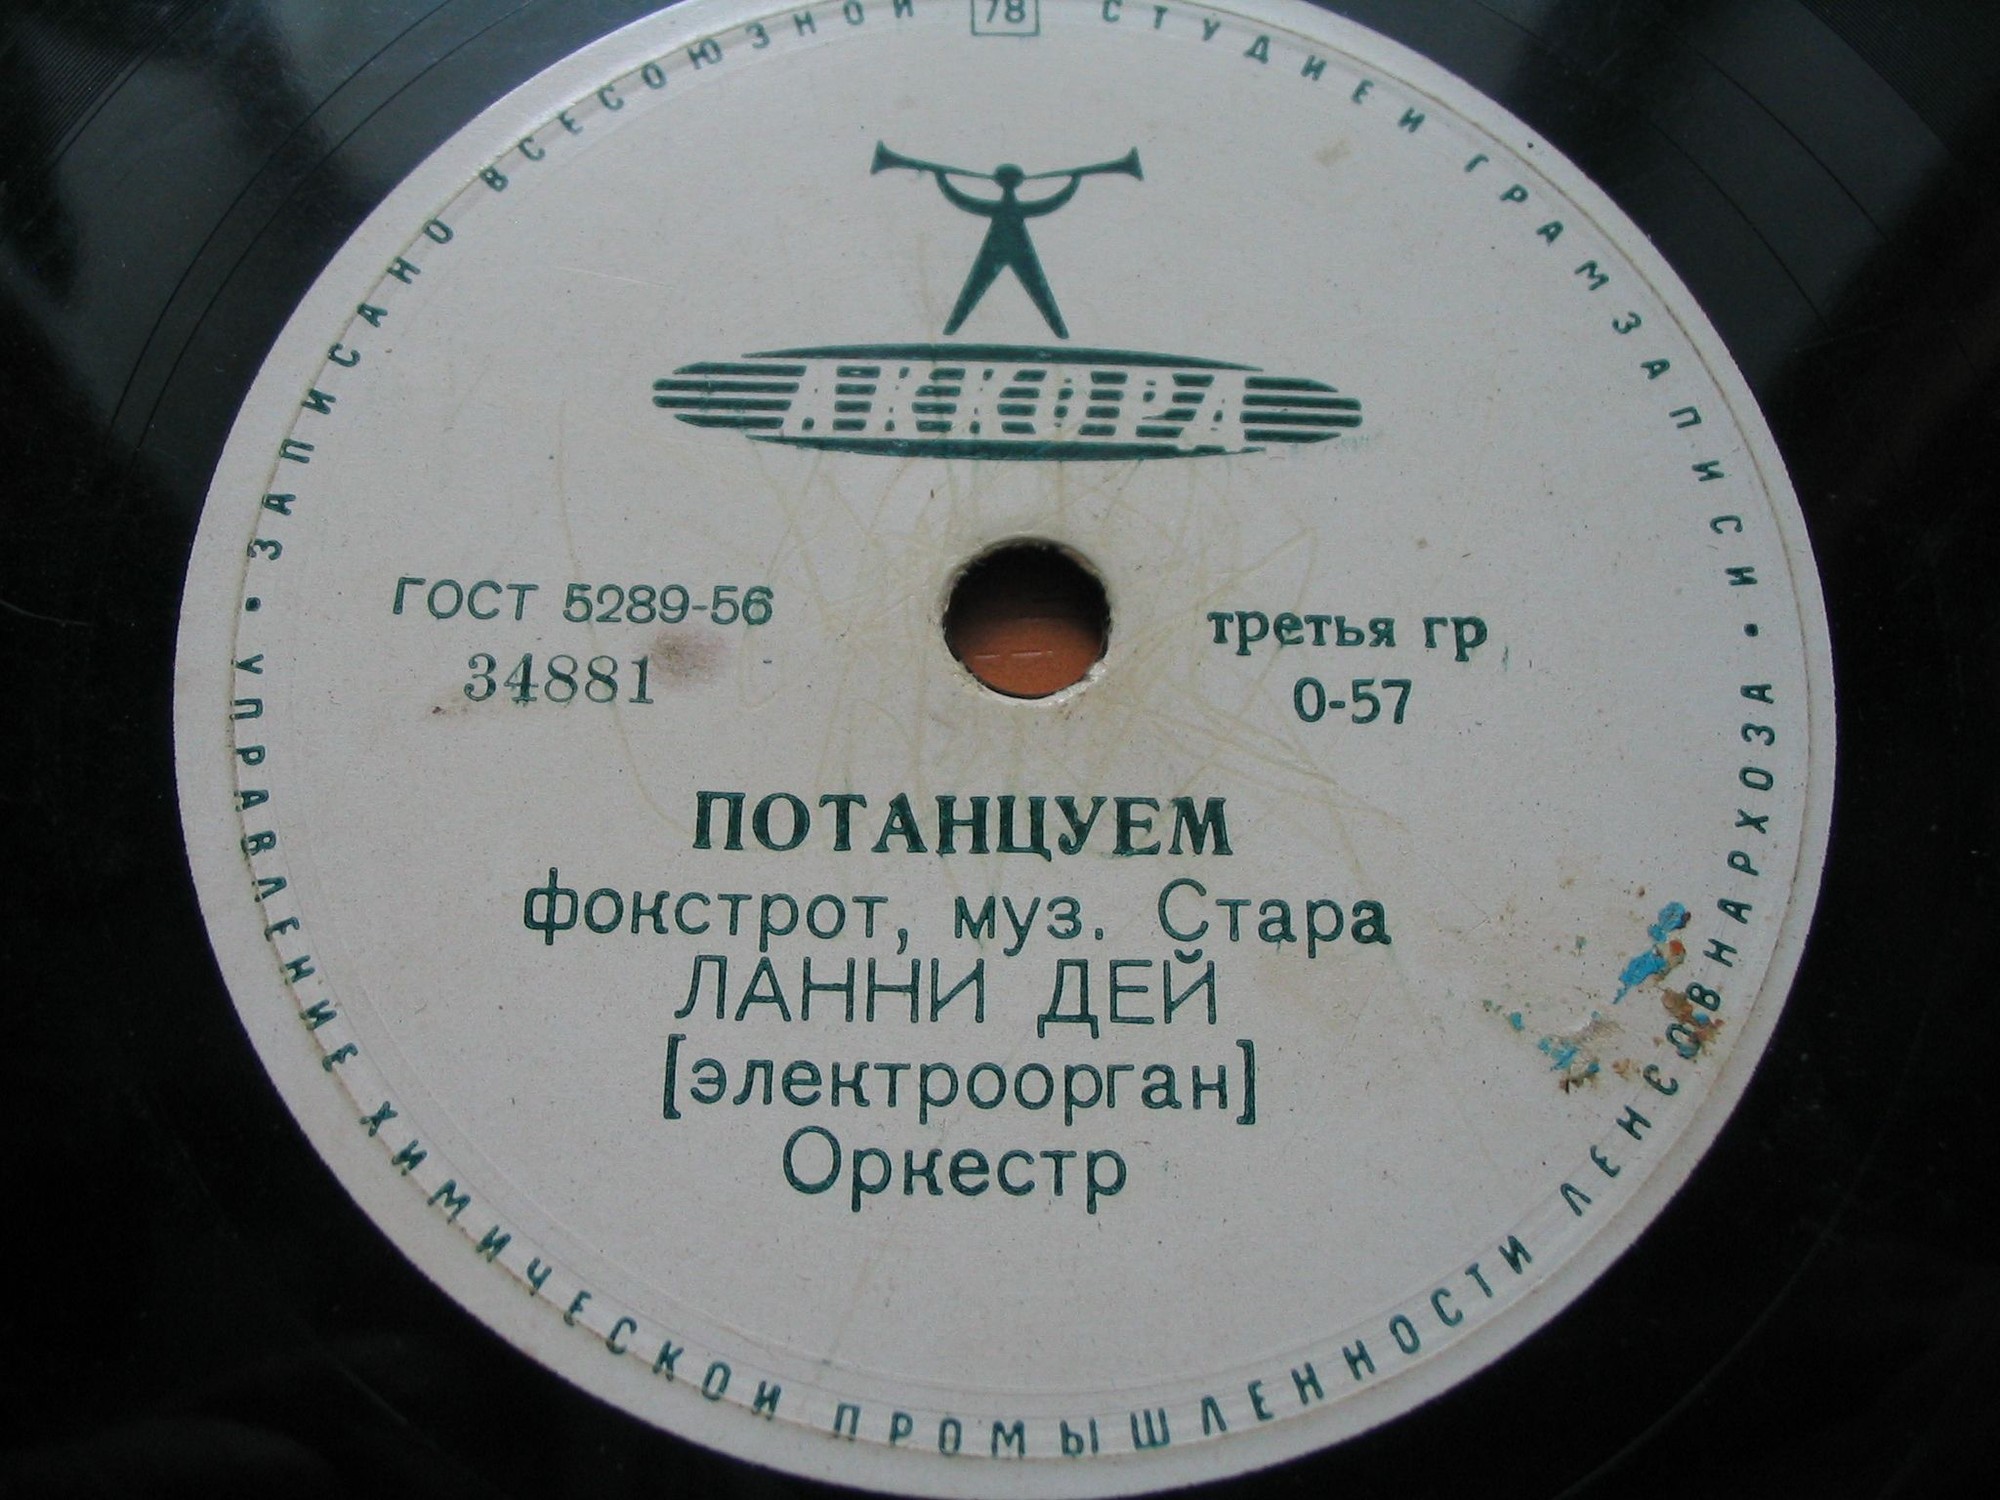 ЗАПИСАНО ВСЕСОЮЗНОЙ 78 СТУДИЕЙ ГРАМЗАПИСИ
АККОРД
ГОСТ 5289-56
34881
третья гр
0-57
ПОТАНЦУЕМ
фокстрот, муз. Стара
ЛАННИ ДЕЙ
[электроорган]
Оркестр
УПРАВЛЕНИЕ ХИМИЧЕСКОЙ ПРОМЫШЛЕННОСТИ ЛЕНСОВНАРХОЗА